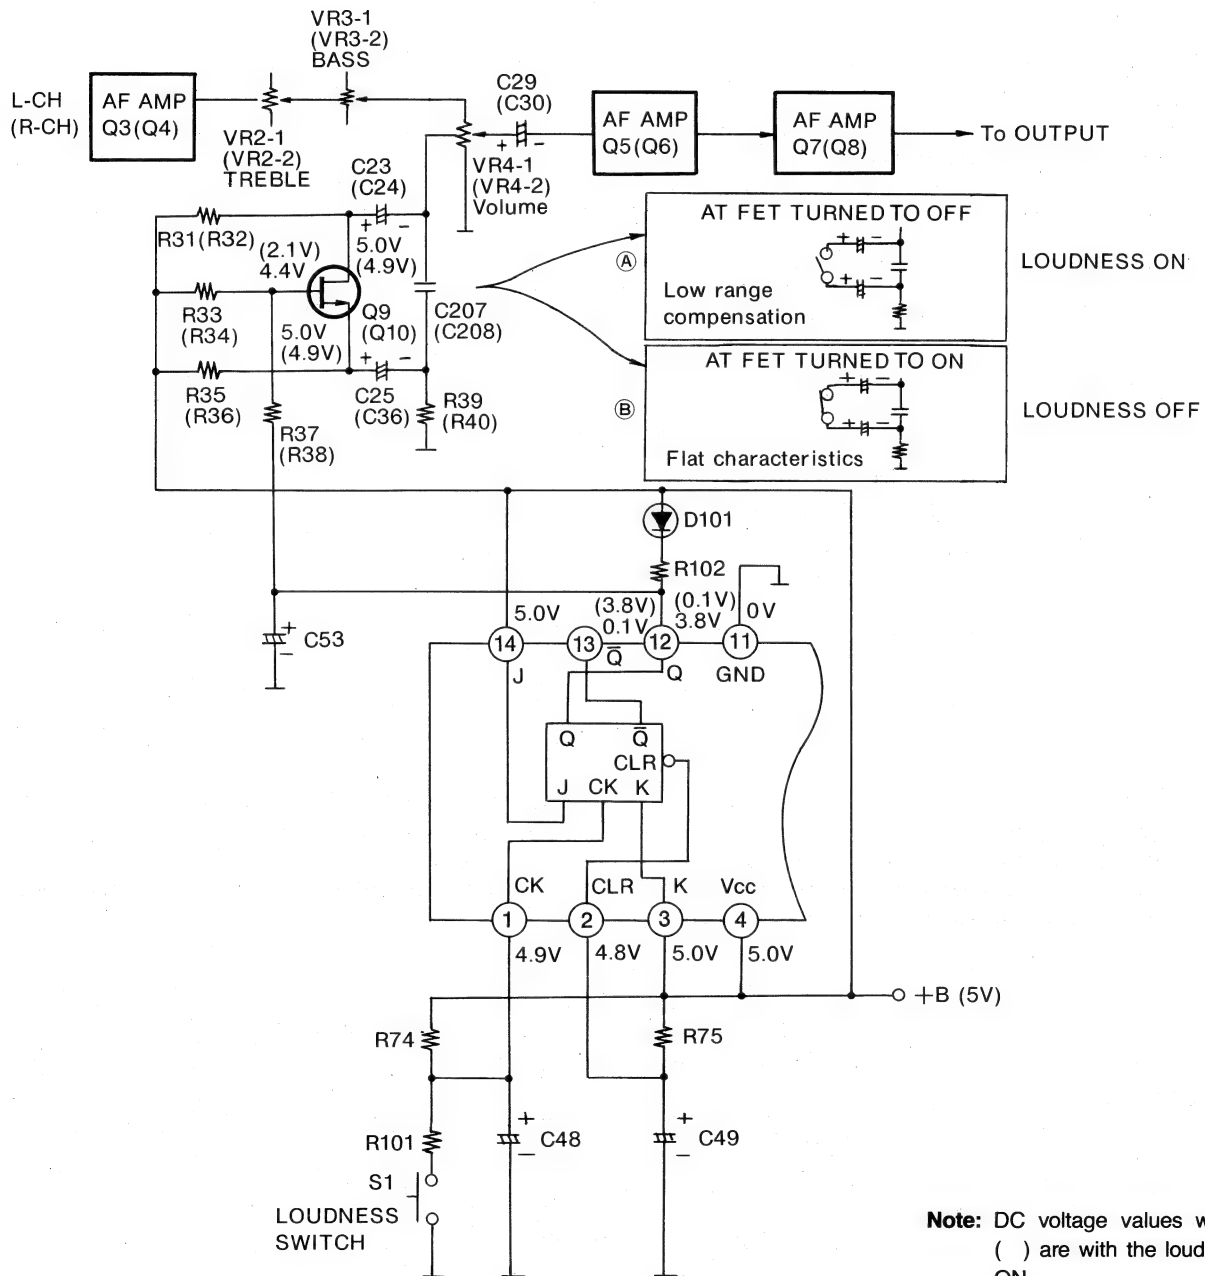 VR3-1
(VR3-2)
BASS
L-CH
(R-CH)
AF AMP
Q3(Q4)
VR2-1
(VR2-2)
TREBLE
C29
(C30)
+ -
AF AMP
Q5(Q6)
AF AMP
Q7(Q8)
To OUTPUT
VR4-1
(VR4-2)
Volume
C23
(C24)
+ -
R31(R32)
(2.1V)
4.4V
5.0V
(4.9V)
R33
(R34)
Q9
(Q10)
C207
(C208)
5.0V
(4.9V)
+ -
R35
(R36)
C25
(C36)
R39
(R40)
R37
(R38)
AT FET TURNED TO OFF
+ -
+ -
Ⓐ
Low range
compensation
LOUDNESS ON
AT FET TURNED TO ON
+ -
+ -
Ⓑ
Flat characteristics
LOUDNESS OFF
D101
R102
5.0V
(3.8V)
0.1V
(0.1V)
3.8V
0V
+
-
C53
14
13
12
11
J
Q̅
Q
GND
Q
Q̅
CLR
J CK K
CK
CLR
K
Vcc
1
2
3
4
4.9V
4.8V
5.0V
5.0V
+B (5V)
R74
R75
R101
+
-
C48
+
-
C49
S1
LOUDNESS
SWITCH
Note: DC voltage values
( ) are with the